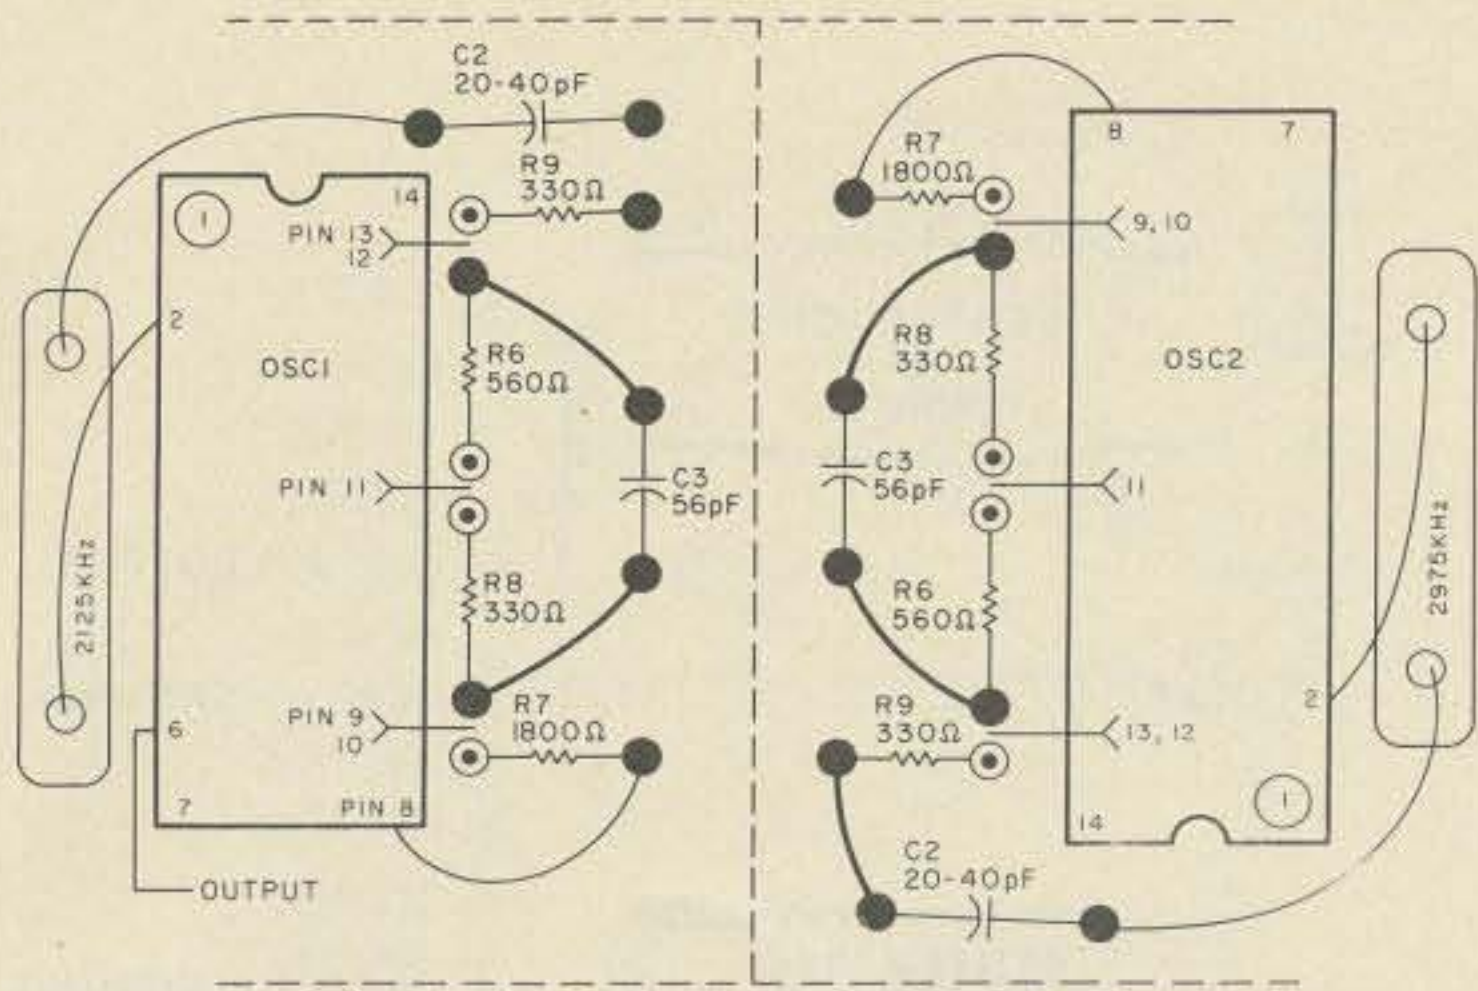 C2
20-40pF
R9
330Ω
1
14
PIN 13
12
2
OSC1
R6
560Ω
PIN 11
C3
56pF
2125KHz
R8
330Ω
PIN 9
10
R7
1800Ω
6
7
PIN 8
OUTPUT
8
7
R7
1800Ω
9, 10
R8
330Ω
OSC2
C3
56pF
11
2975KHz
R6
560Ω
2
R9
330Ω
13, 12
1
14
C2
20-40pF